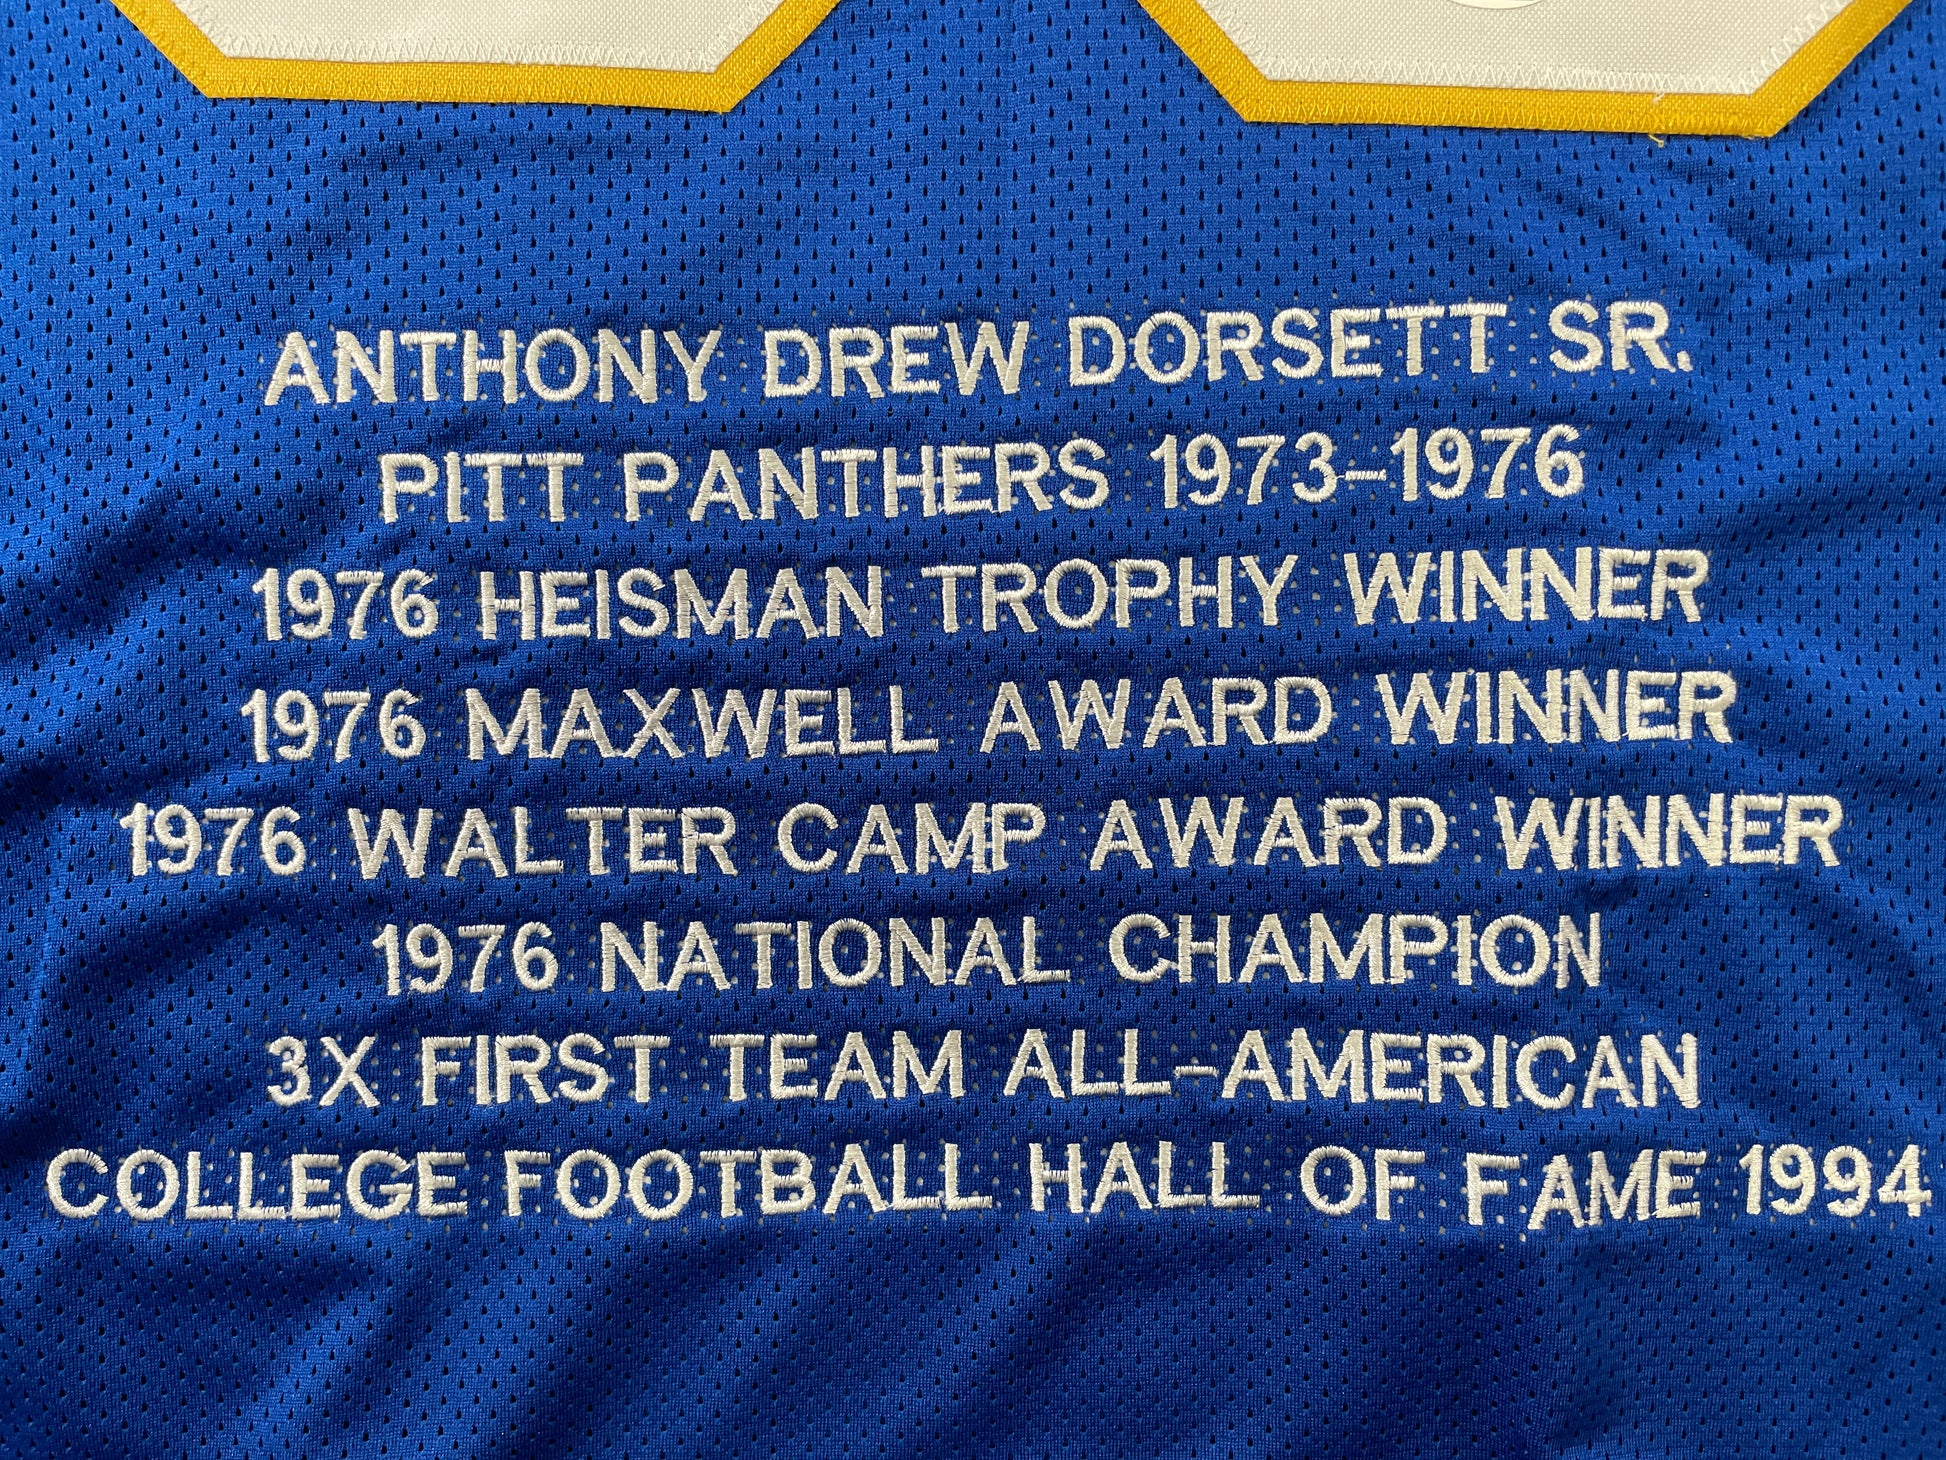 ANTHONY DREW DORSETT SR.
PITT PANTHERS 1973-1976
1976 HEISMAN TROPHY WINNER
1976 MAXWELL AWARD WINNER
1976 WALTER CAMP AWARD WINNER
1976 NATIONAL CHAMPION
3X FIRST TEAM ALL-AMERICAN
COLLEGE FOOTBALL HALL OF FAME 1994